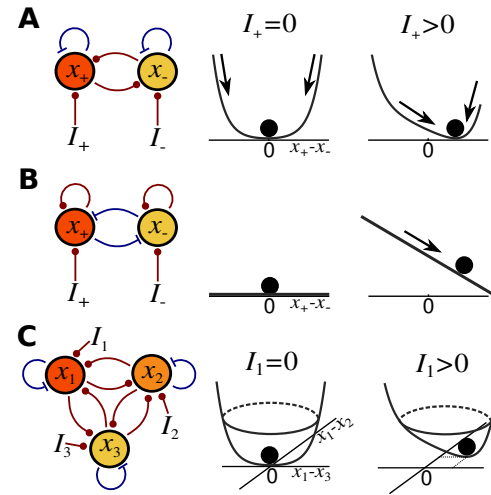 A
I₊=0
I₊>0
x₊
x₋
I₊
I₋
0
x₊-x₋
0
B
x₊
x₋
I₊
I₋
0
x₊-x₋
0
C
I₁=0
I₁>0
I₁
x₁
x₂
I₂
I₃
x₃
x₁-x₂
0
x₁-x₃
0